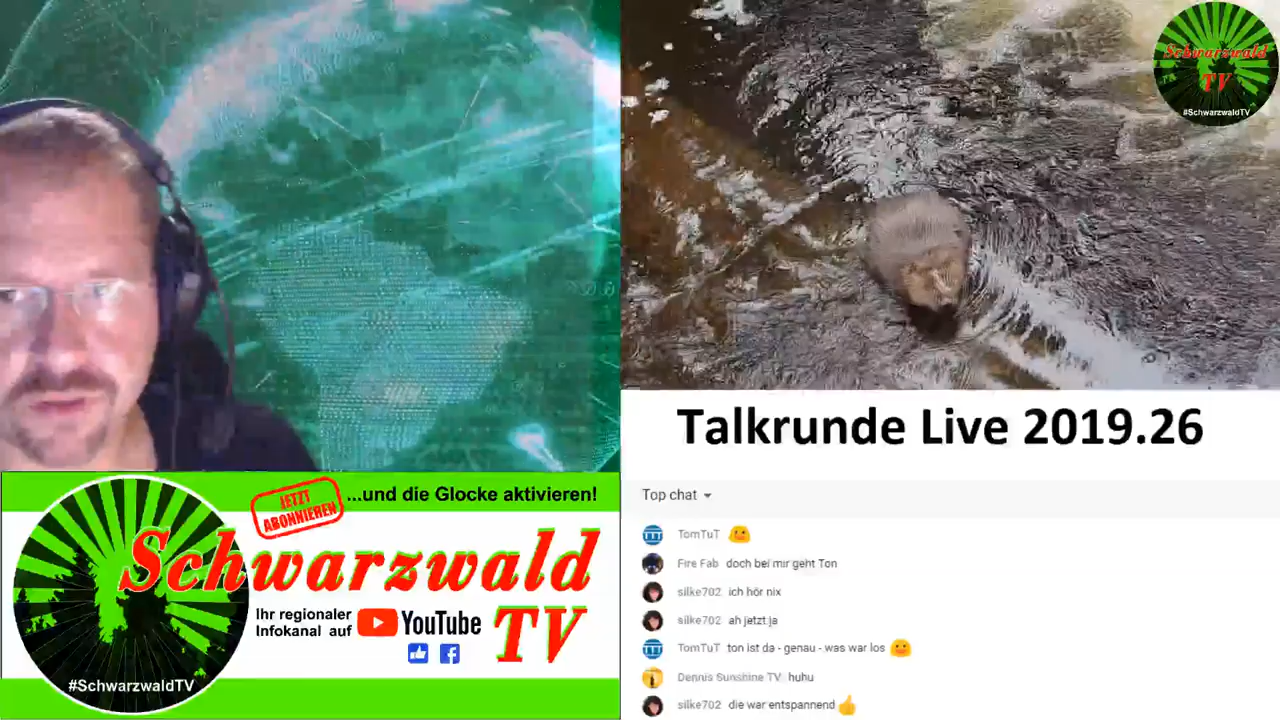 Schwarzwald
TV
#SchwarzwaldTV
Talkrunde Live 2019.26
JETZT
ABONNIEREN
...und die Glocke aktivieren!
Schwarzwald
TV
Ihr regionaler
Infokanal auf
YouTube
#SchwarzwaldTV
Top chat
TomTuT
Fire Fab doch bei mir geht Ton
silke702 ich hör nix
silke702 ah jetzt ja
TomTuT ton ist da - genau - was war los
Dennis Sunshine TV huhu
silke702 die war entspannend